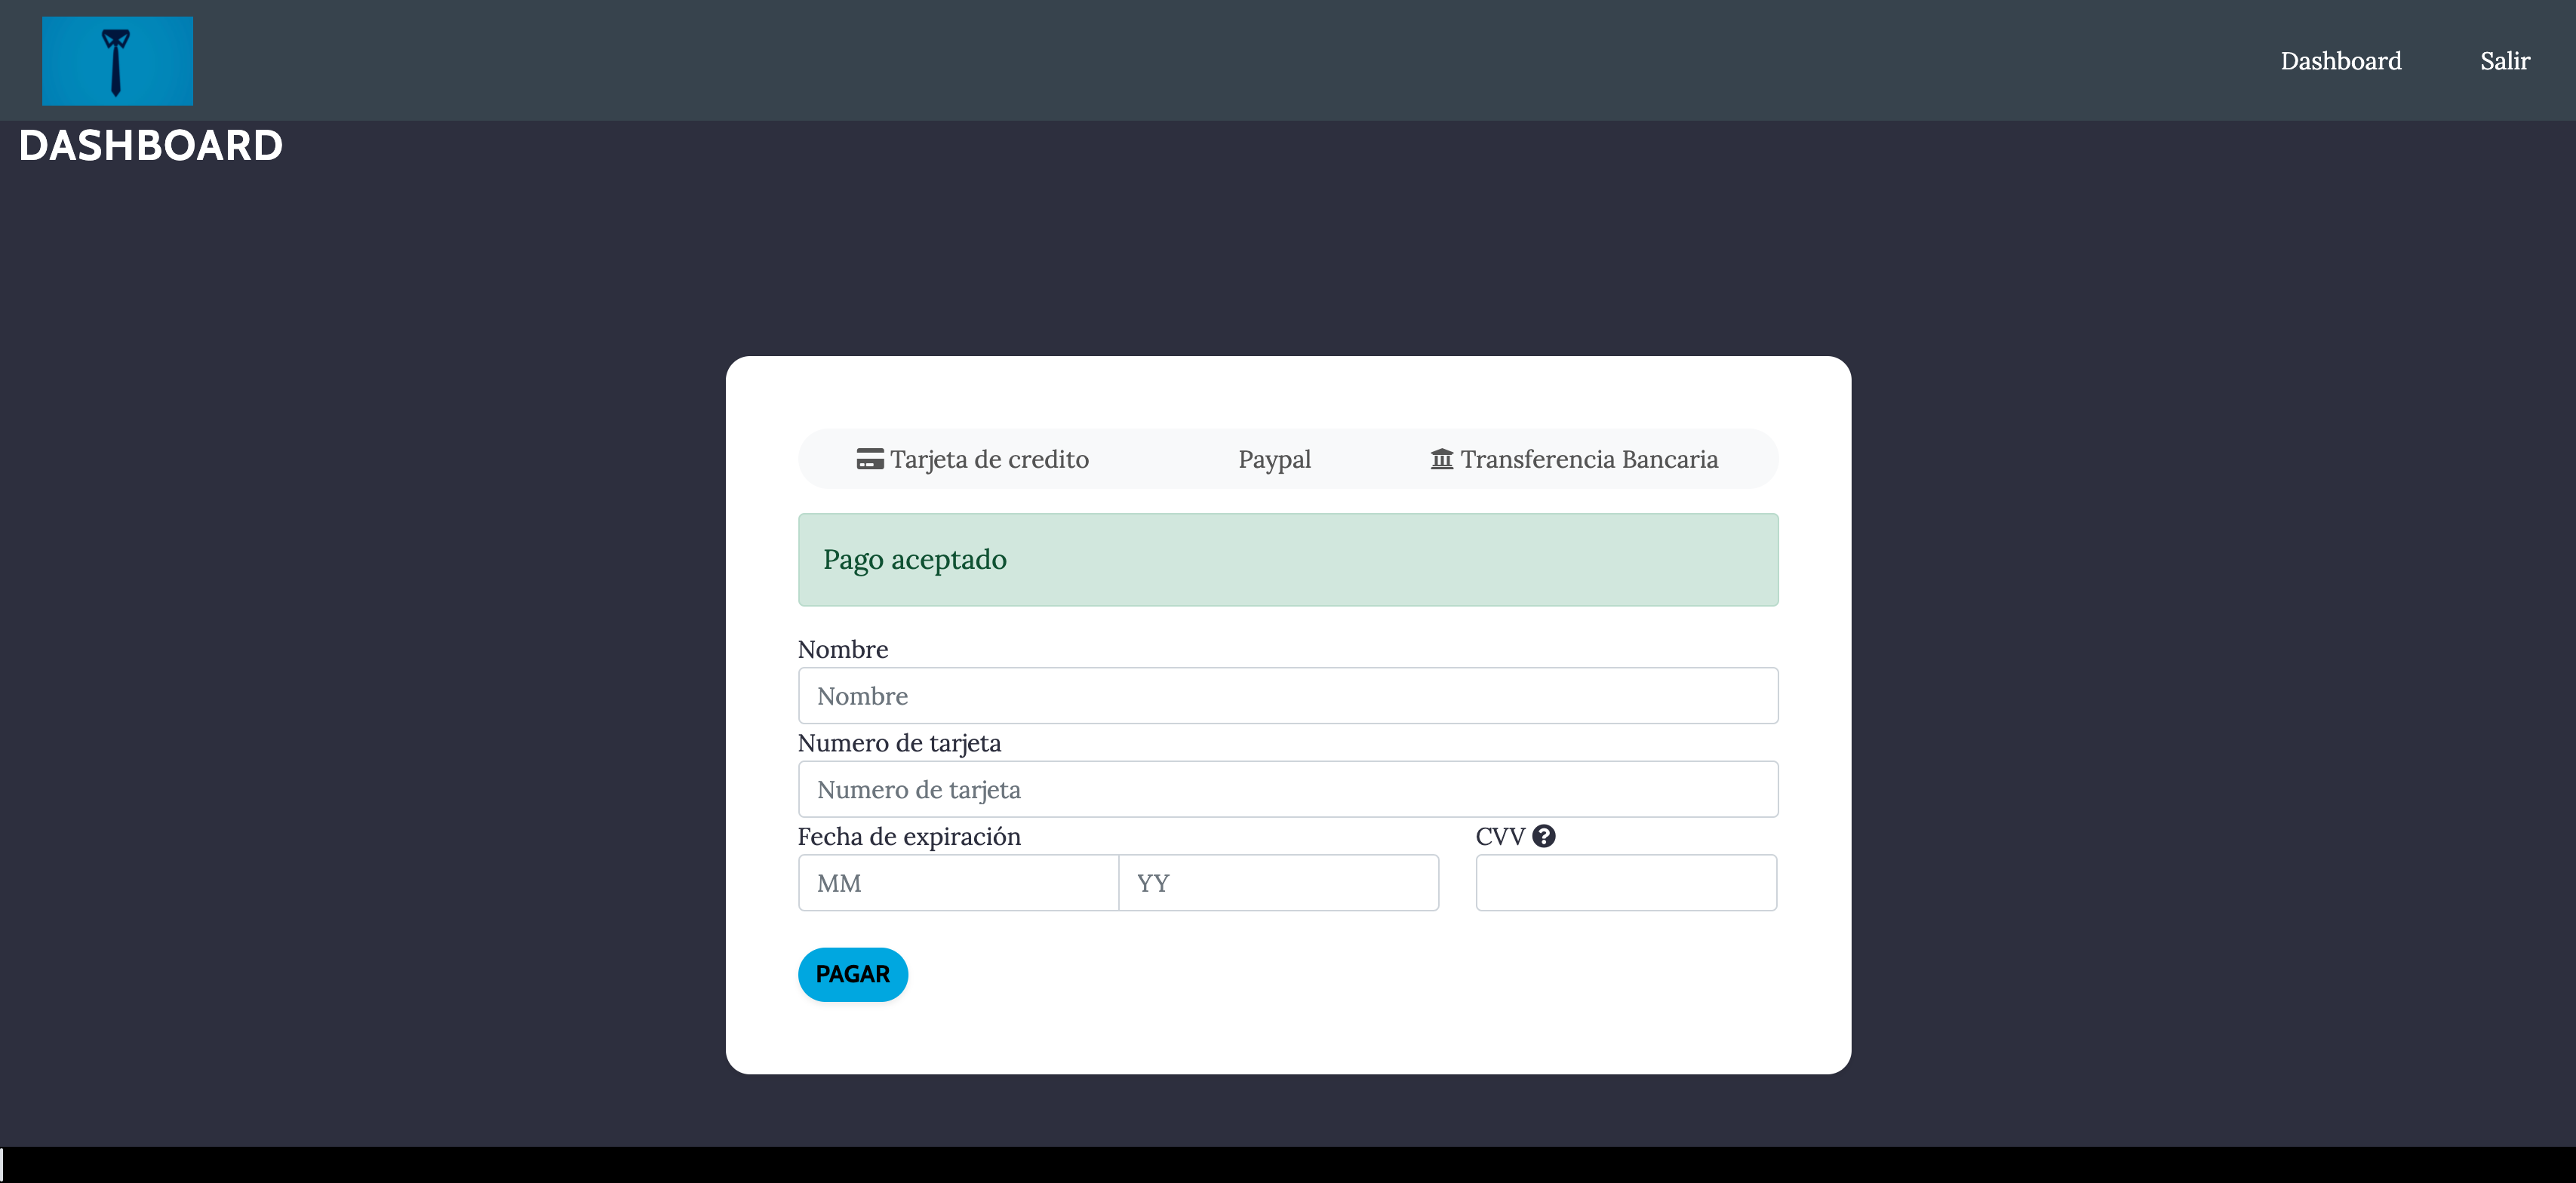 Dashboard Salir
DASHBOARD
Tarjeta de credito Paypal Transferencia Bancaria
Pago aceptado
Nombre
Nombre
Numero de tarjeta
Numero de tarjeta
Fecha de expiración CVV
MM YY
PAGAR